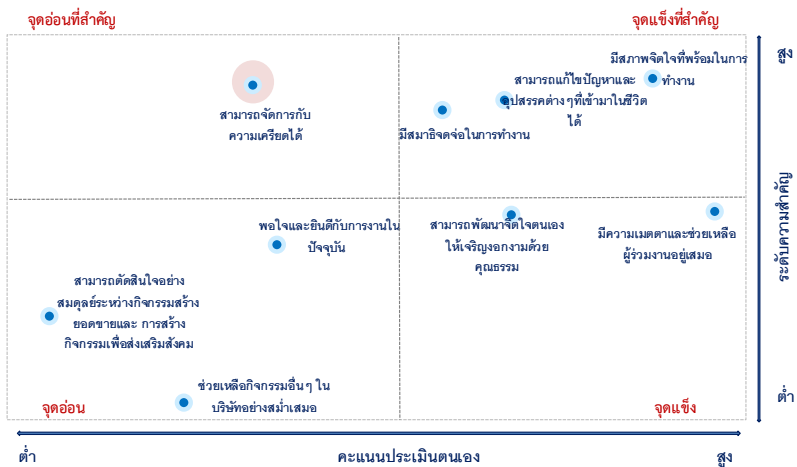 จุดอ่อนที่สำคัญ
จุดแข็งที่สำคัญ
สูง
มีสภาพจิตใจที่พร้อมในการ
ทำงาน
สามารถแก้ไขปัญหาและ
อุปสรรคต่างๆที่เข้ามาในชีวิต
ได้
สามารถจัดการกับ
ความเครียดได้
มีสมาธิจดจ่อในการทำงาน
ระดับความสำคัญ
พอใจและยินดีกับการงานใน
ปัจจุบัน
สามารถพัฒนาจิตใจตนเอง
ให้เจริญงอกงามด้วย
คุณธรรม
มีความเมตตาและช่วยเหลือ
ผู้ร่วมงานอยู่เสมอ
สามารถตัดสินใจอย่าง
สมดุลย์ระหว่างกิจกรรมสร้าง
ยอดขายและ การสร้าง
กิจกรรมเพื่อส่งเสริมสังคม
ช่วยเหลือกิจกรรมอื่นๆ ใน
บริษัทอย่างสม่ำเสมอ
จุดอ่อน
จุดแข็ง
ต่ำ
ต่ำ
คะแนนประเมินตนเอง
สูง